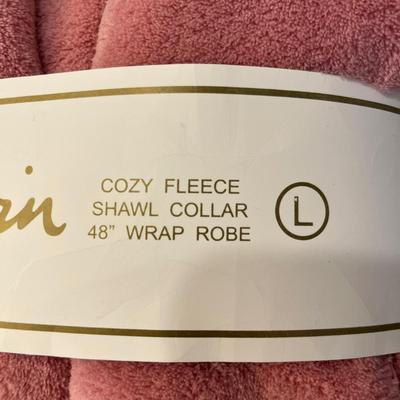 COZY FLEECE
SHAWL COLLAR
48” WRAP ROBE
L